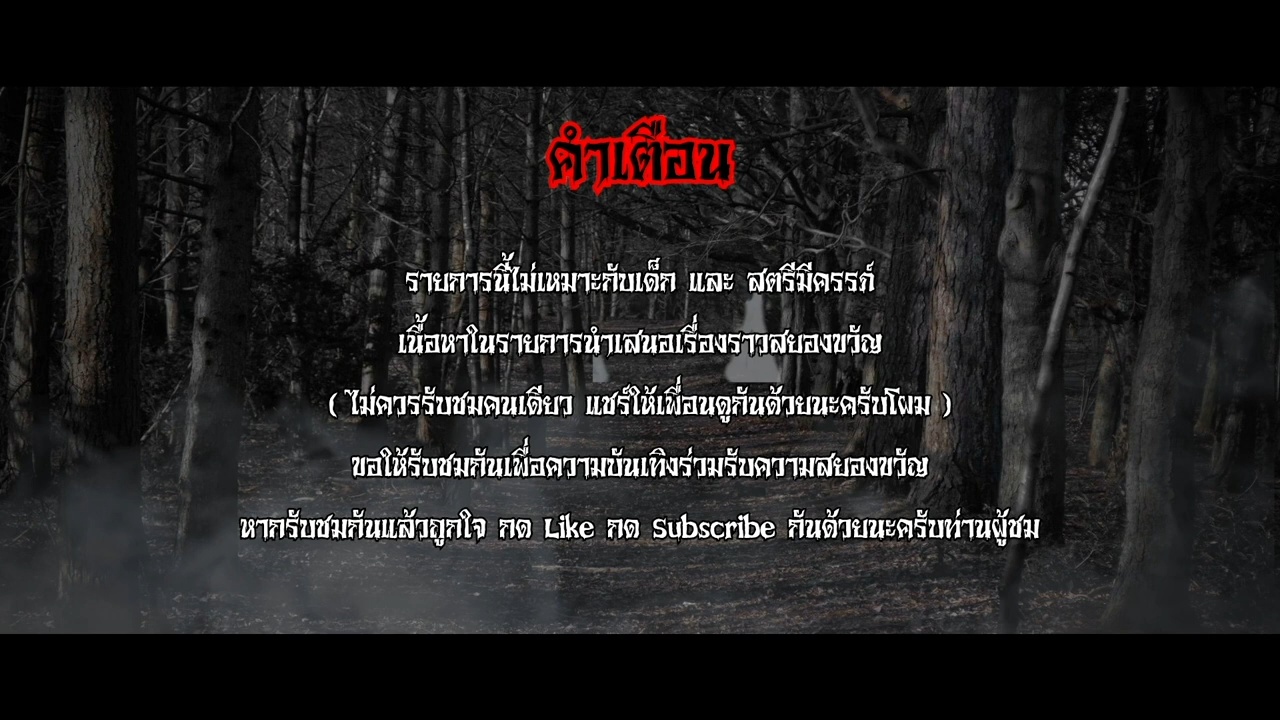 คำเตือน
รายการนี้ไม่เหมาะกับเด็ก และ สตรีมีครรภ์
เนื้อหาในรายการนำเสนอเรื่องราวสยองขวัญ
( ไม่ควรรับชมคนเดียว แชร์ให้เพื่อนดูกันด้วยนะครับโผม )
ขอให้รับชมกันเพื่อความบันเทิงร่วมรับความสยองขวัญ
หากรับชมกันแล้วถูกใจ กด Like กด Subscribe กันด้วยนะครับท่านผู้ชม